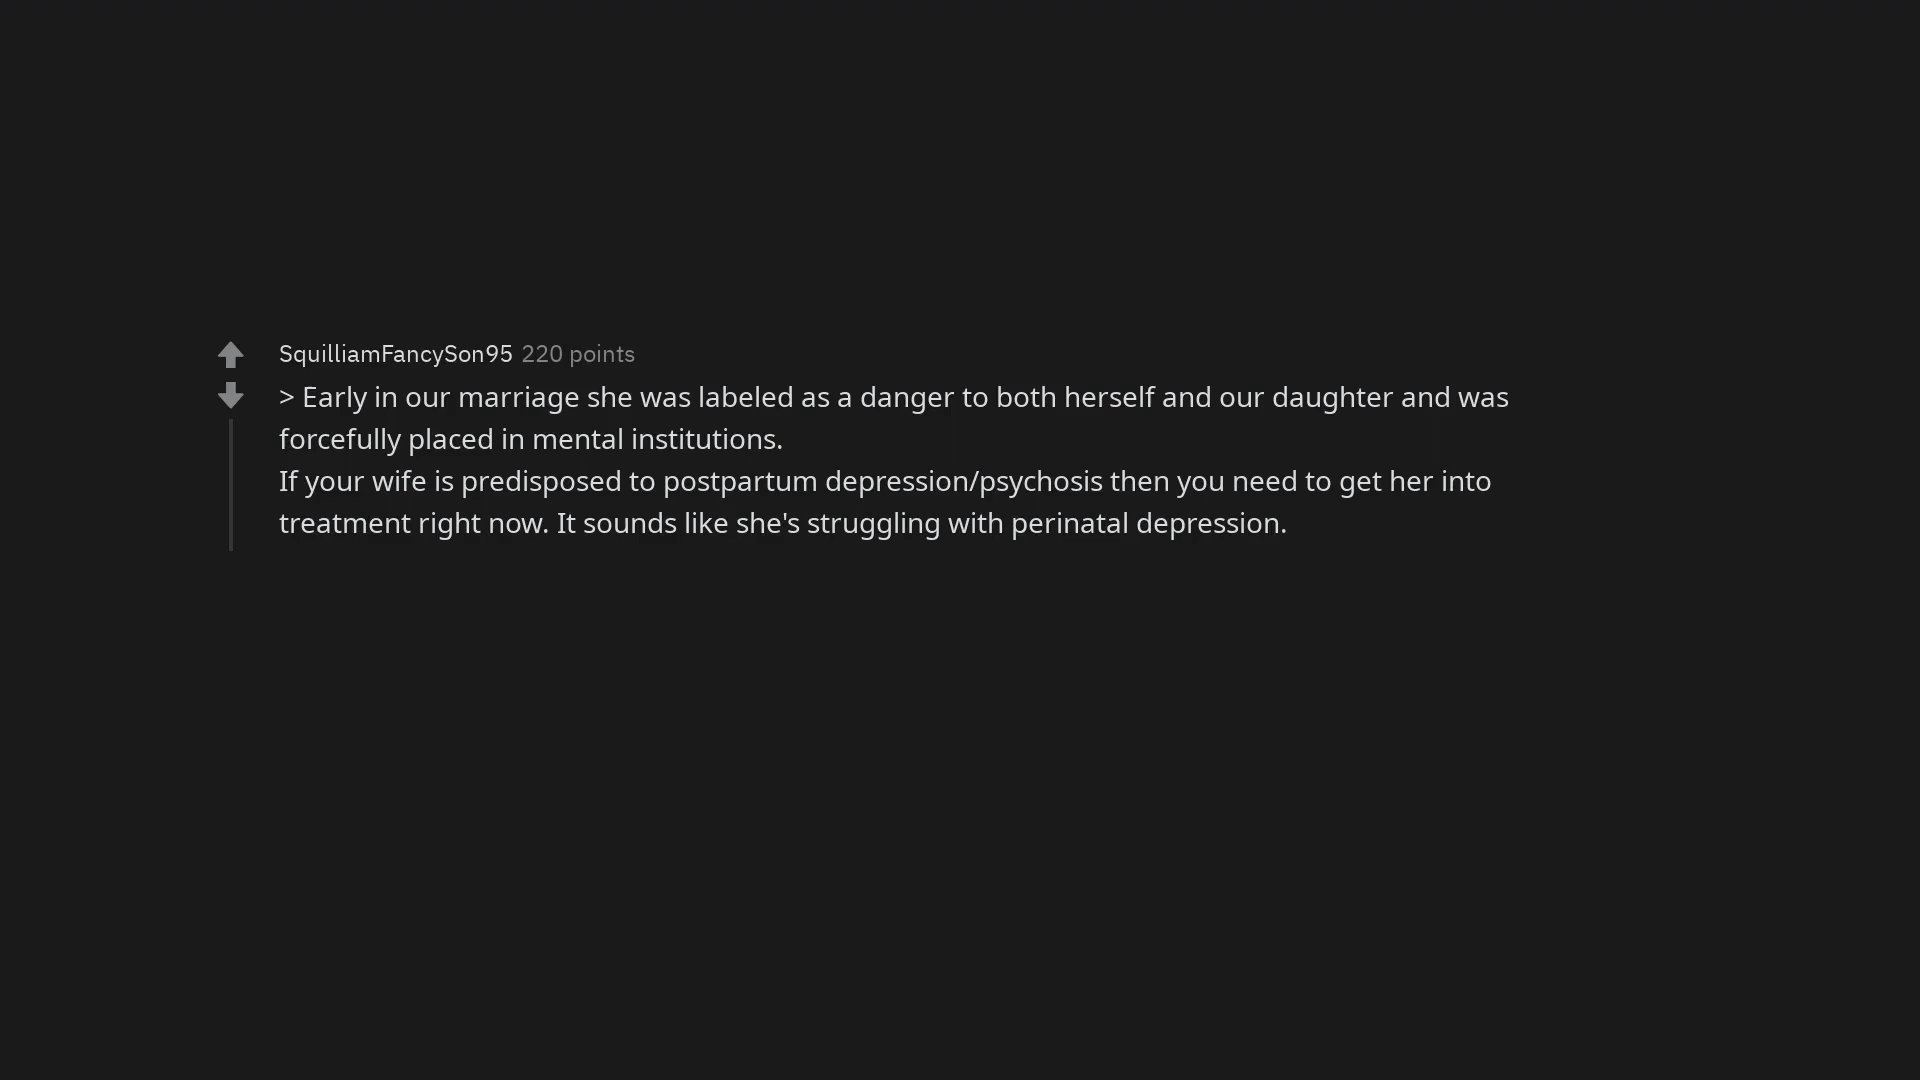 SquilliamFancySon95 220 points
> Early in our marriage she was labeled as a danger to both herself and our daughter and was
forcefully placed in mental institutions.
If your wife is predisposed to postpartum depression/psychosis then you need to get her into
treatment right now. It sounds like she's struggling with perinatal depression.